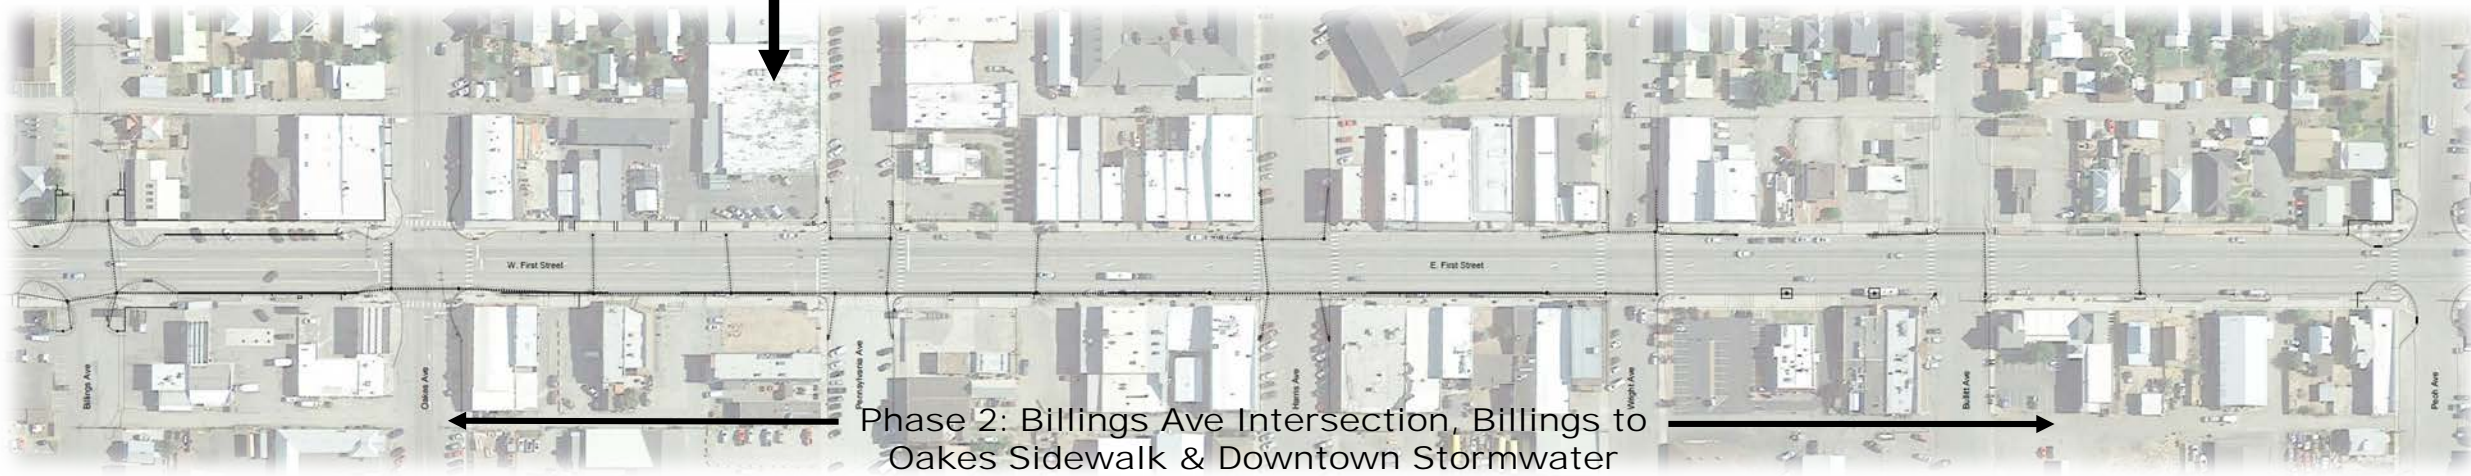 W. First Street
E. First Street
Billings Ave
Oakes Ave
Pennsylvania Ave
Harris Ave
Wright Ave
Bullitt Ave
Peoh Ave
Phase 2: Billings Ave Intersection, Billings to
Oakes Sidewalk & Downtown Stormwater